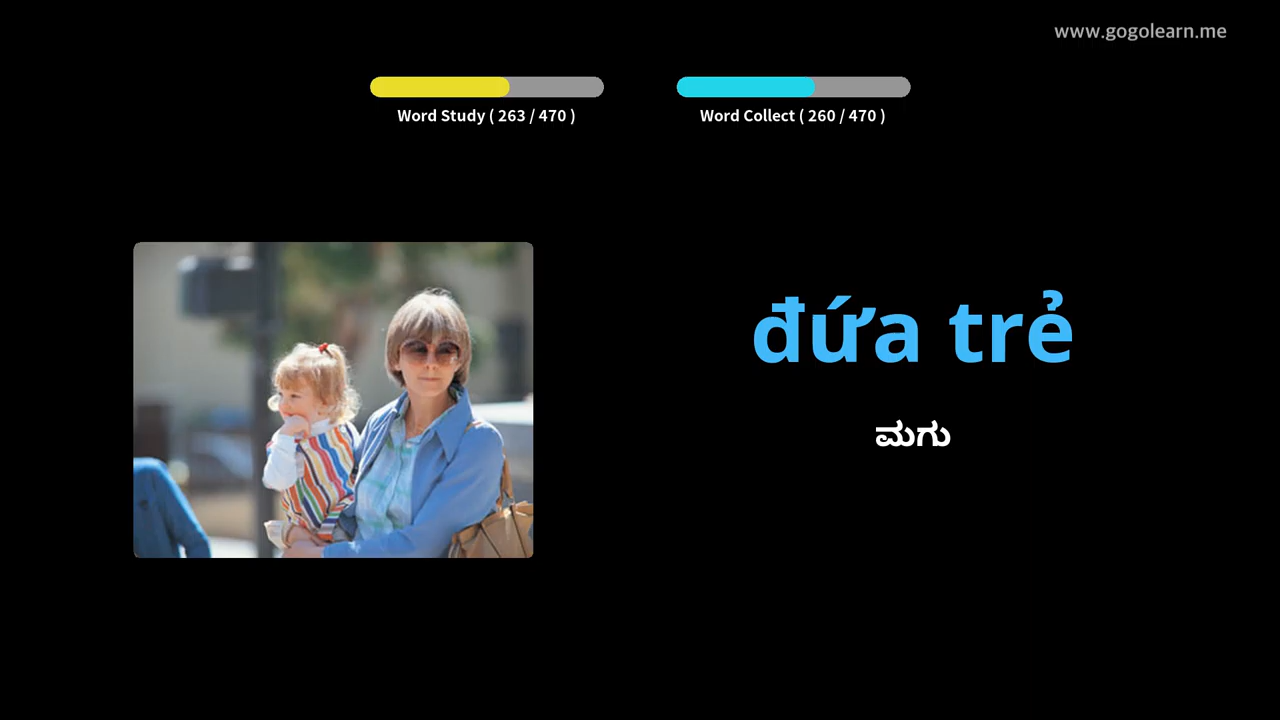 www.gogolearn.me
Word Study ( 263 / 470 )
Word Collect ( 260 / 470 )
đứa trẻ
ಮಗು